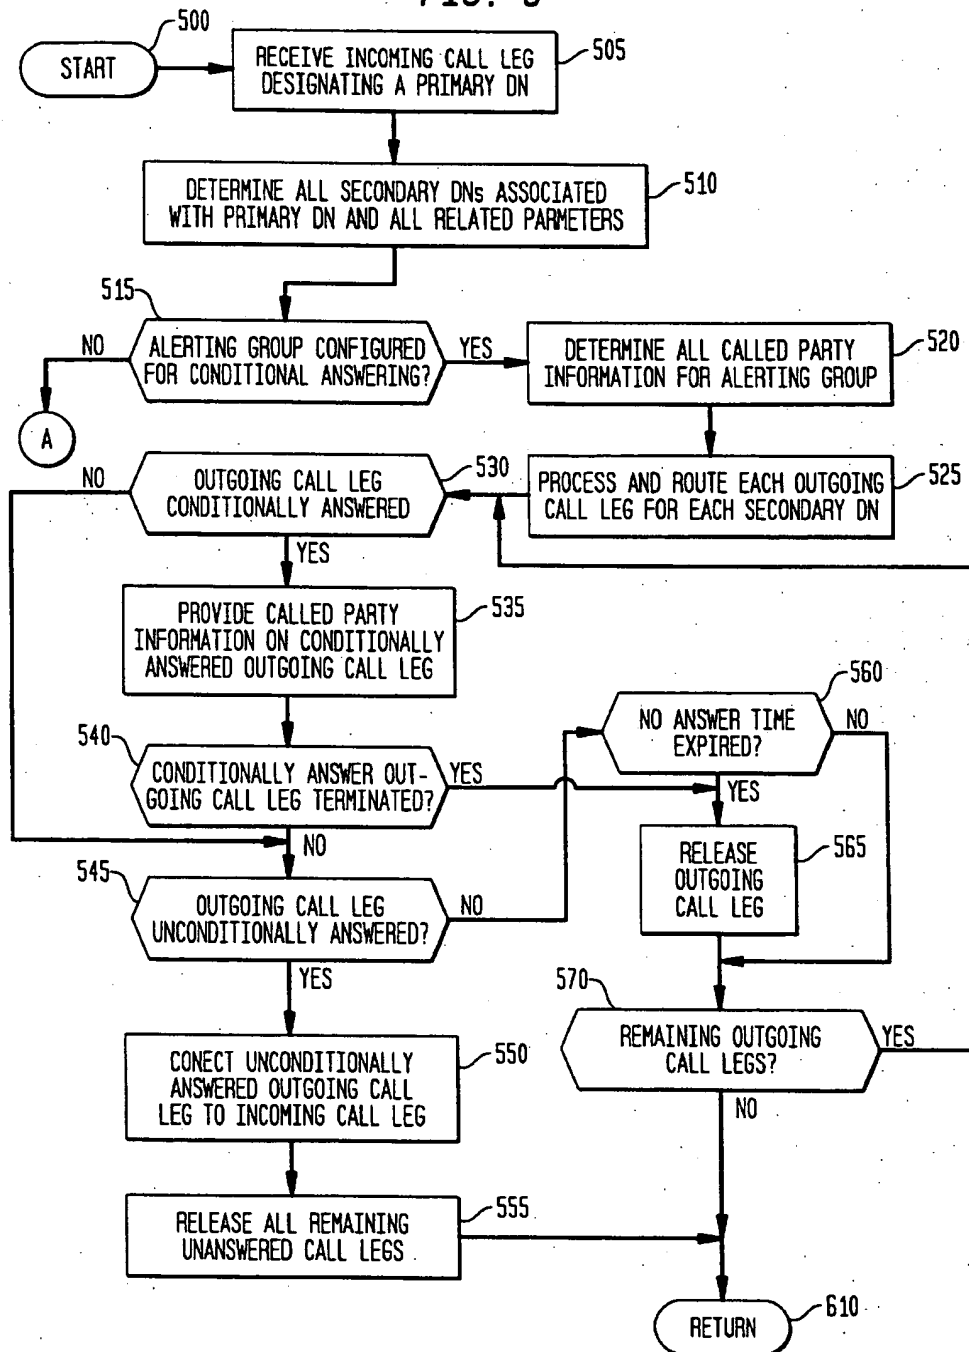 500
START
RECEIVE INCOMING CALL LEG
DESIGNATING A PRIMARY DN
505
DETERMINE ALL SECONDARY DNs ASSOCIATED
WITH PRIMARY DN AND ALL RELATED PARMETERS
510
515
NO
ALERTING GROUP CONFIGURED
FOR CONDITIONAL ANSWERING?
YES
DETERMINE ALL CALLED PARTY
INFORMATION FOR ALERTING GROUP
520
A
NO
OUTGOING CALL LEG
CONDITIONALLY ANSWERED
530
PROCESS AND ROUTE EACH OUTGOING
CALL LEG FOR EACH SECONDARY DN
525
YES
PROVIDE CALLED PARTY
INFORMATION ON CONDITIONALLY
ANSWERED OUTGOING CALL LEG
535
540
CONDITIONALLY ANSWER OUT-
GOING CALL LEG TERMINATED?
YES
NO
560
NO ANSWER TIME
EXPIRED?
NO
YES
RELEASE
OUTGOING
CALL LEG
565
545
OUTGOING CALL LEG
UNCONDITIONALLY ANSWERED?
NO
YES
570
REMAINING OUTGOING
CALL LEGS?
YES
NO
CONECT UNCONDITIONALLY
ANSWERED OUTGOING CALL
LEG TO INCOMING CALL LEG
550
RELEASE ALL REMAINING
UNANSWERED CALL LEGS
555
RETURN
610